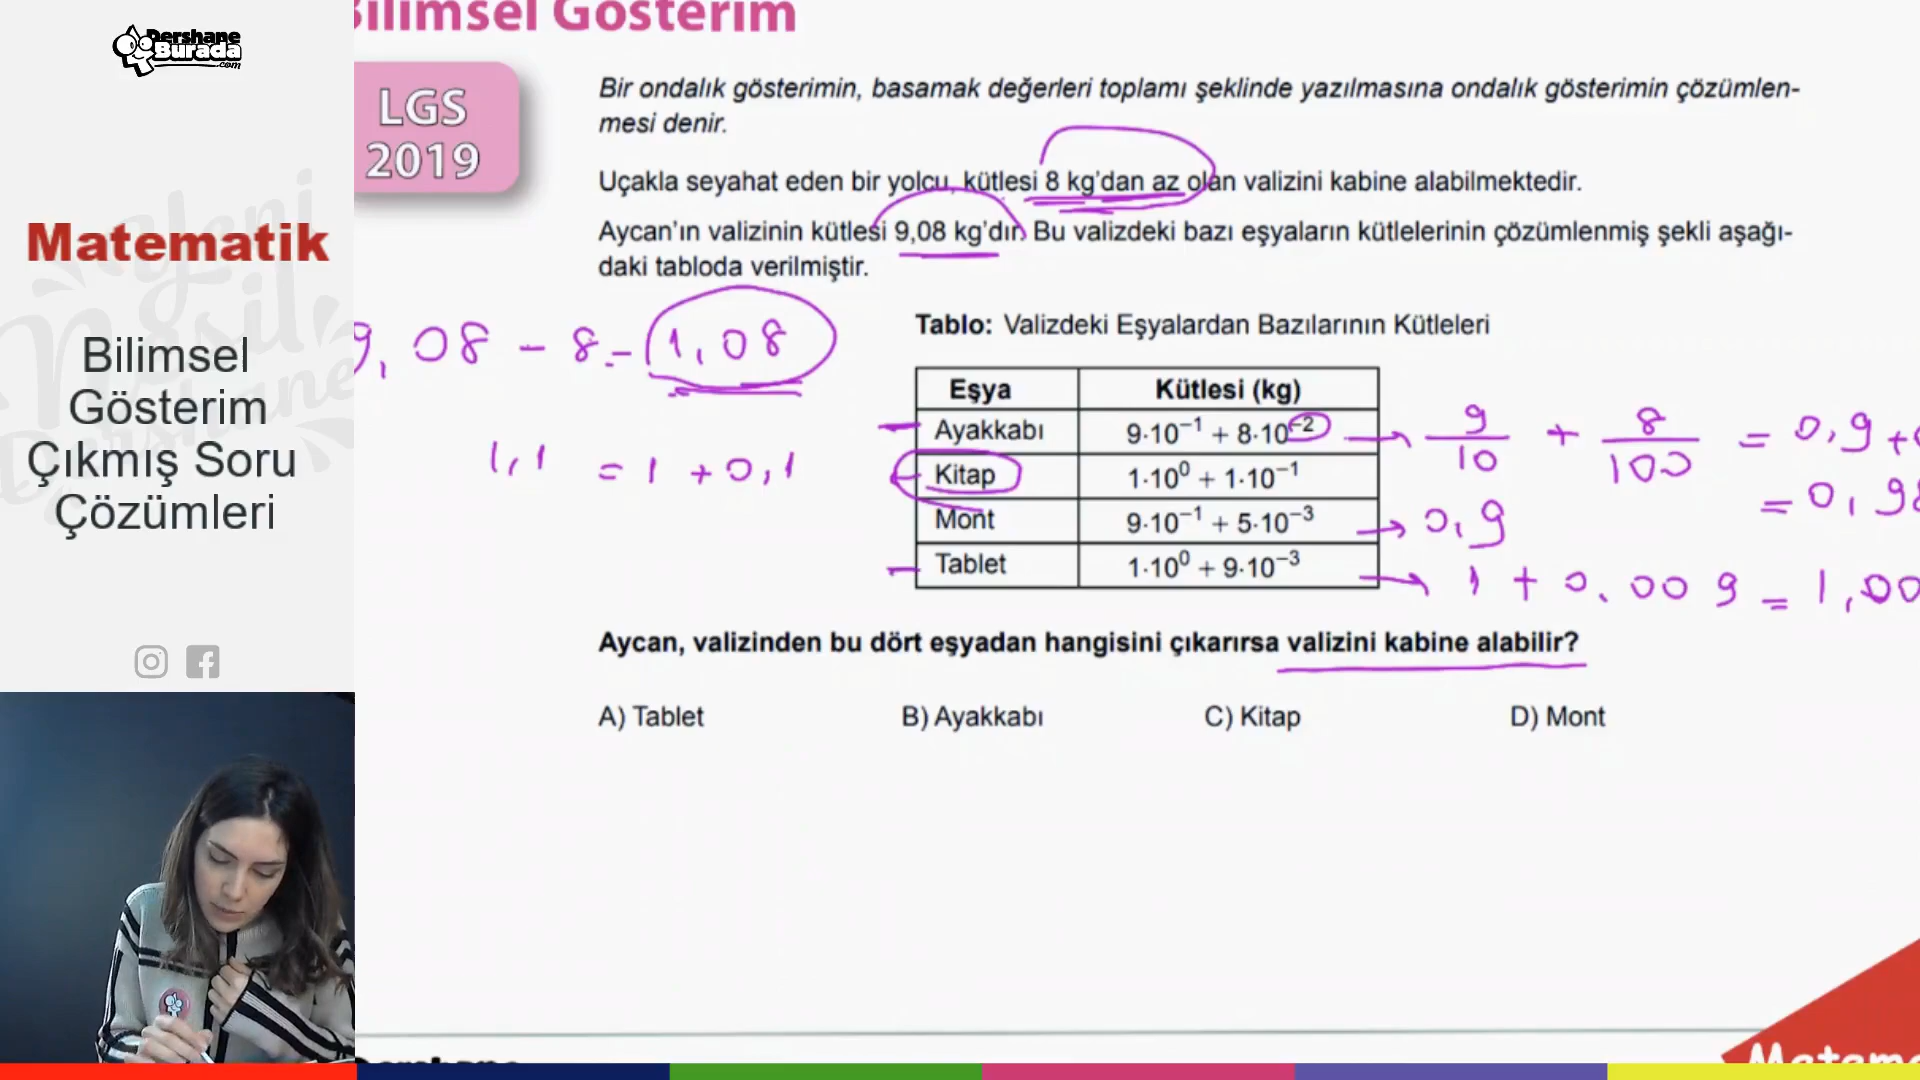 Dershane
Burada
.com
Matematik
Bilimsel
Gösterim
Çıkmış Soru
Çözümleri
Bilimsel Gösterim
LGS
2019
Bir ondalık gösterimin, basamak değerleri toplamı şeklinde yazılmasına ondalık gösterimin çözümlen-
mesi denir.
Uçakla seyahat eden bir yolcu, kütlesi 8 kg'dan az olan valizini kabine alabilmektedir.
Aycan'ın valizinin kütlesi 9,08 kg'dır. Bu valizdeki bazı eşyaların kütlelerinin çözümlenmiş şekli aşağı-
daki tabloda verilmiştir.
9,08 - 8 = 1,08
1,1 = 1 + 0,1
Tablo: Valizdeki Eşyalardan Bazılarının Kütleleri
Eşya Kütlesi (kg)
Ayakkabı 9·10⁻¹ + 8·10⁻² → 9/10 + 8/100 = 0,9 +
= 0,98
Kitap 1·10⁰ + 1·10⁻¹
Mont 9·10⁻¹ + 5·10⁻³ → 0,9
Tablet 1·10⁰ + 9·10⁻³ → 1 + 0.009 = 1,00
Aycan, valizinden bu dört eşyadan hangisini çıkarırsa valizini kabine alabilir?
A) Tablet B) Ayakkabı C) Kitap D) Mont